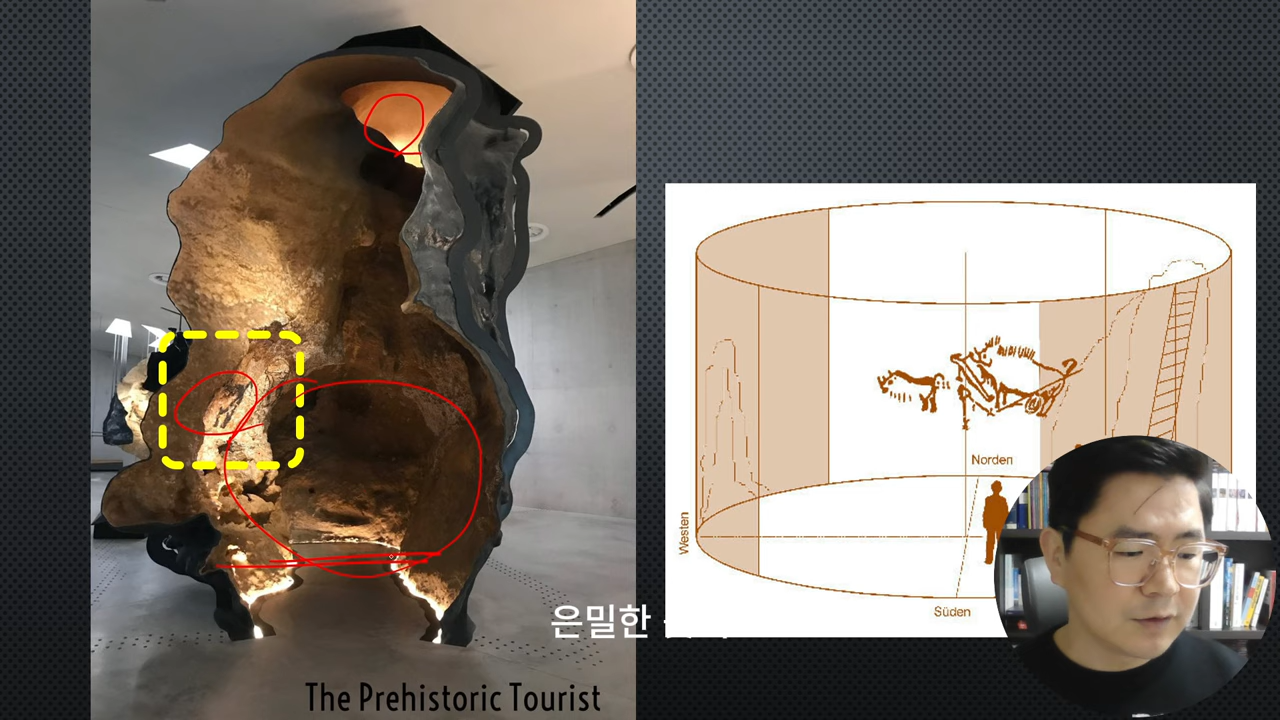 Norden
Westen
Süden
은밀한
The Prehistoric Tourist